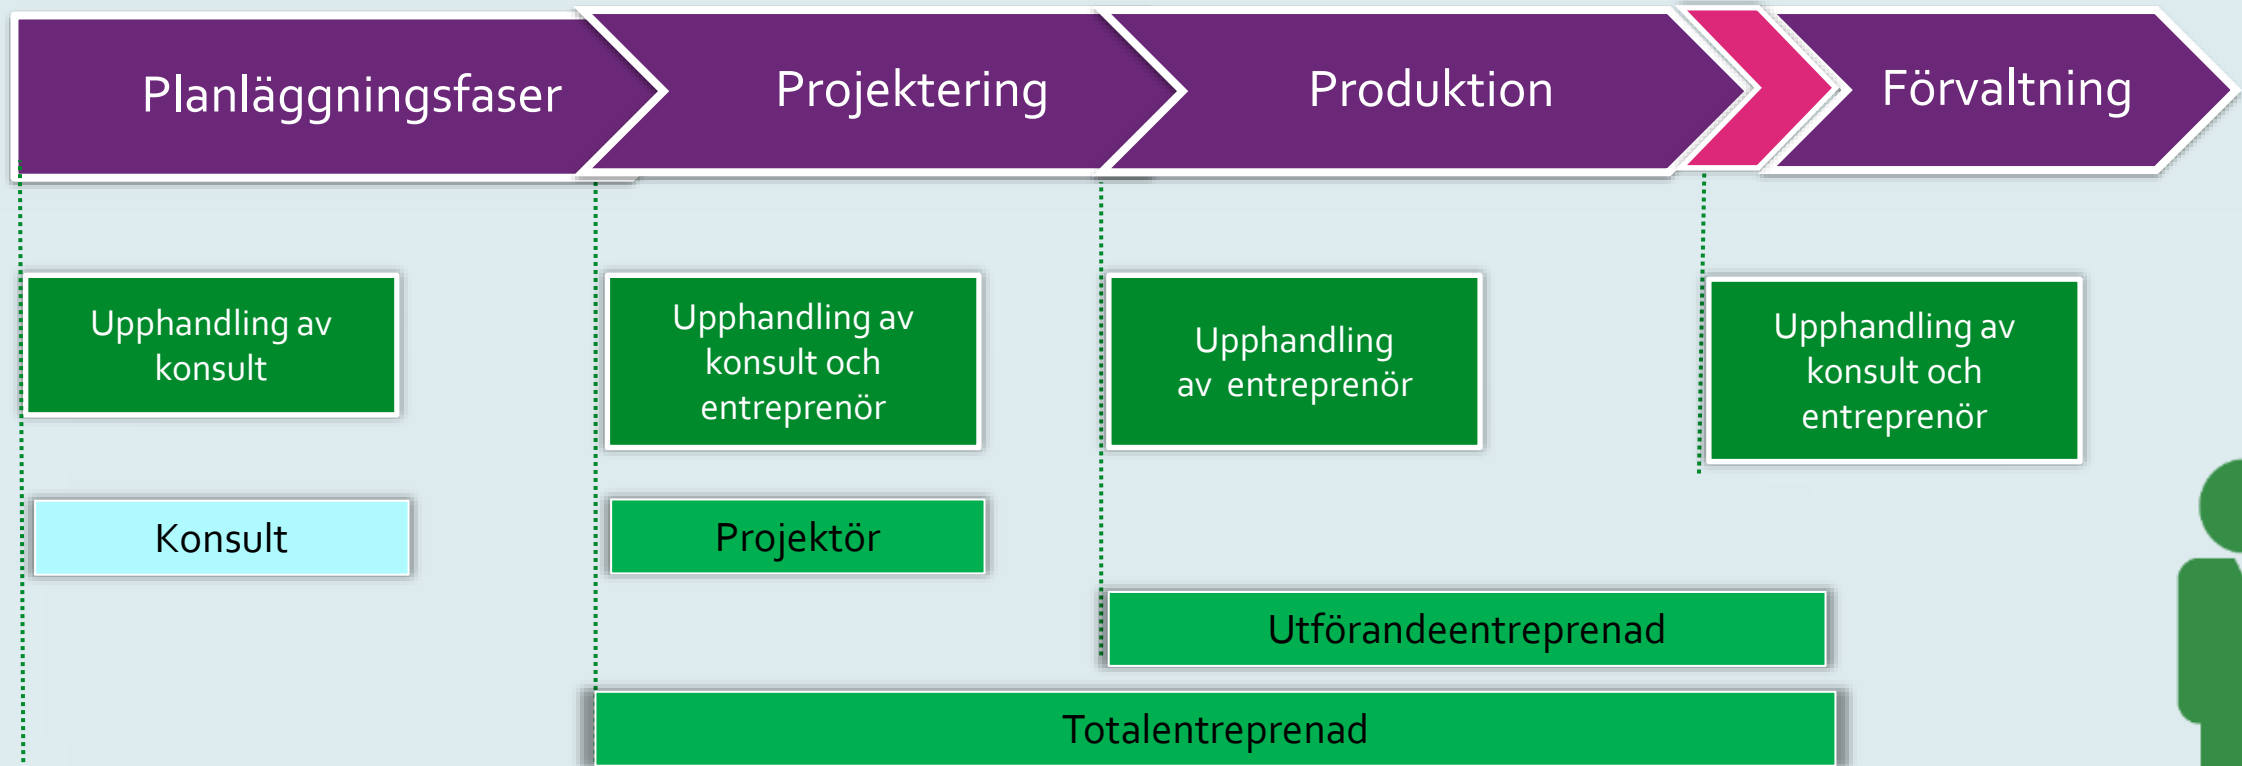 Planläggningsfaser
Projektering
Produktion
Förvaltning
Upphandling av
konsult
Upphandling av
konsult och
entreprenör
Upphandling
av entreprenör
Upphandling av
konsult och
entreprenör
Konsult
Projektör
Utförandeentreprenad
Totalentreprenad